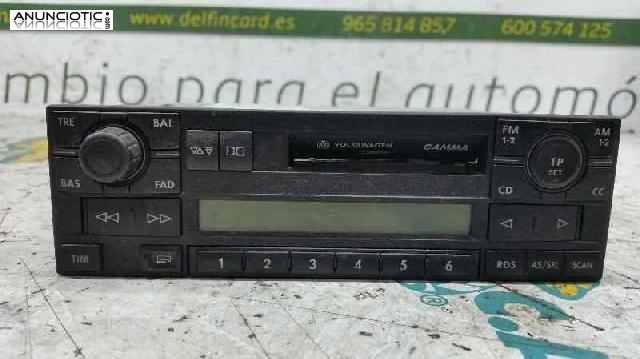 ANUNCIOTIC.com
www.delfincard.es
965 814 857
600 574 125
mbio para el automó
TRE
BAL
VOLKSWAGEN
GAMMA
FM
1-2
TP
SET
AM
1-2
BAS
FAD
CD
CC
TIM
1
2
3
4
5
6
RDS
AS/SEL
SCAN